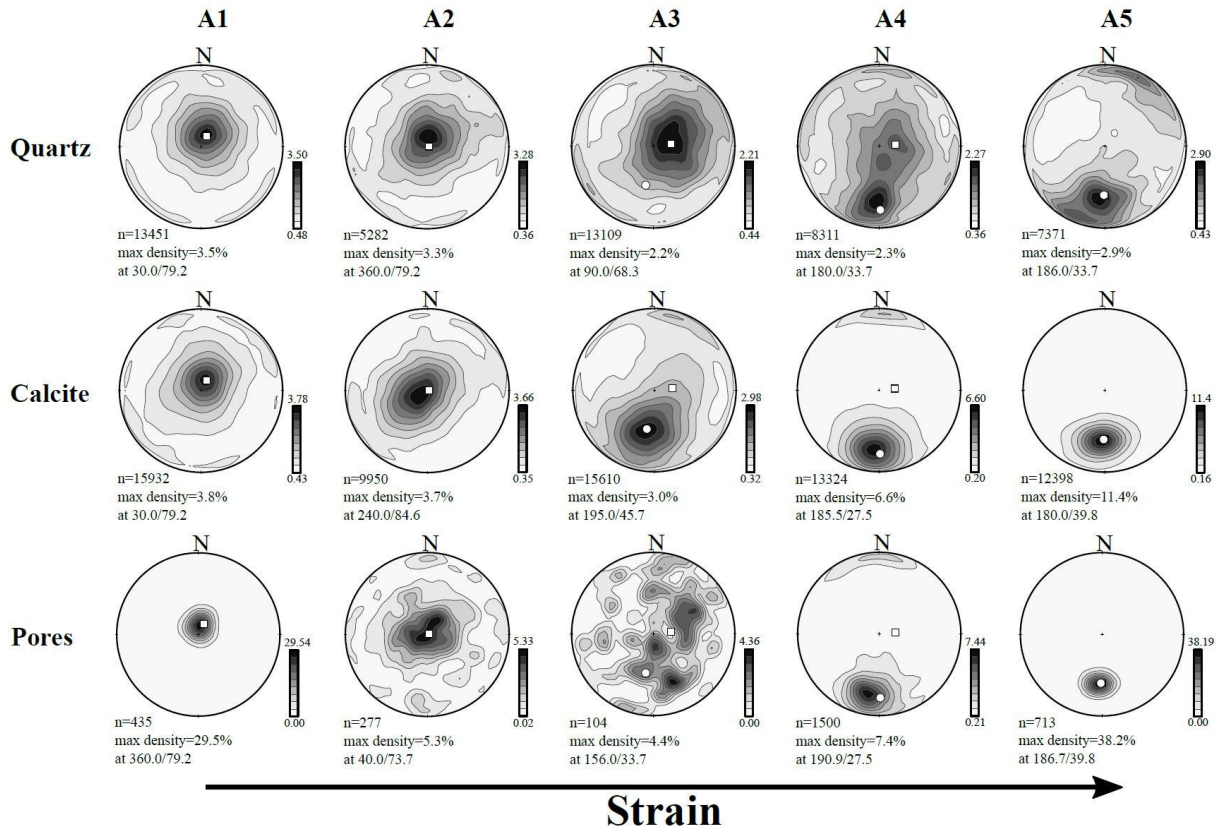 A1 A2 A3 A4 A5
N N N N N
Quartz
3.50 3.28 2.21 2.27 2.90
0.48 0.36 0.44 0.36 0.43
n=13451 n=5282 n=13109 n=8311 n=7371
max density=3.5% max density=3.3% max density=2.2% max density=2.3% max density=2.9%
at 30.0/79.2 at 360.0/79.2 at 90.0/68.3 at 180.0/33.7 at 186.0/33.7
N N N N N
Calcite
3.78 3.66 2.98 6.60 11.4
0.43 0.35 0.32 0.20 0.16
n=15932 n=9950 n=15610 n=13324 n=12398
max density=3.8% max density=3.7% max density=3.0% max density=6.6% max density=11.4%
at 30.0/79.2 at 240.0/84.6 at 195.0/45.7 at 185.5/27.5 at 180.0/39.8
N N N N N
Pores
29.54 5.33 4.36 7.44 38.19
0.00 0.02 0.00 0.21 0.00
n=435 n=277 n=104 n=1500 n=713
max density=29.5% max density=5.3% max density=4.4% max density=7.4% max density=38.2%
at 360.0/79.2 at 40.0/73.7 at 156.0/33.7 at 190.9/27.5 at 186.7/39.8
Strain